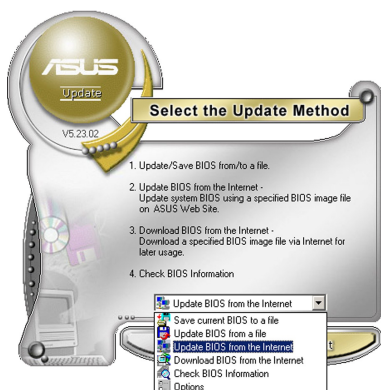 ASUS
Update
V5.23.02
Select the Update Method
1. Update/Save BIOS from/to a file.
2. Update BIOS from the Internet -
Update system BIOS using a specified BIOS image file
on ASUS Web Site.
3. Download BIOS from the Internet -
Download a specified BIOS image file via Internet for
later usage.
4. Check BIOS Information
Update BIOS from the Internet
Save current BIOS to a file
Update BIOS from a file
Update BIOS from the Internet
Download BIOS from the Internet
Check BIOS Information
Options